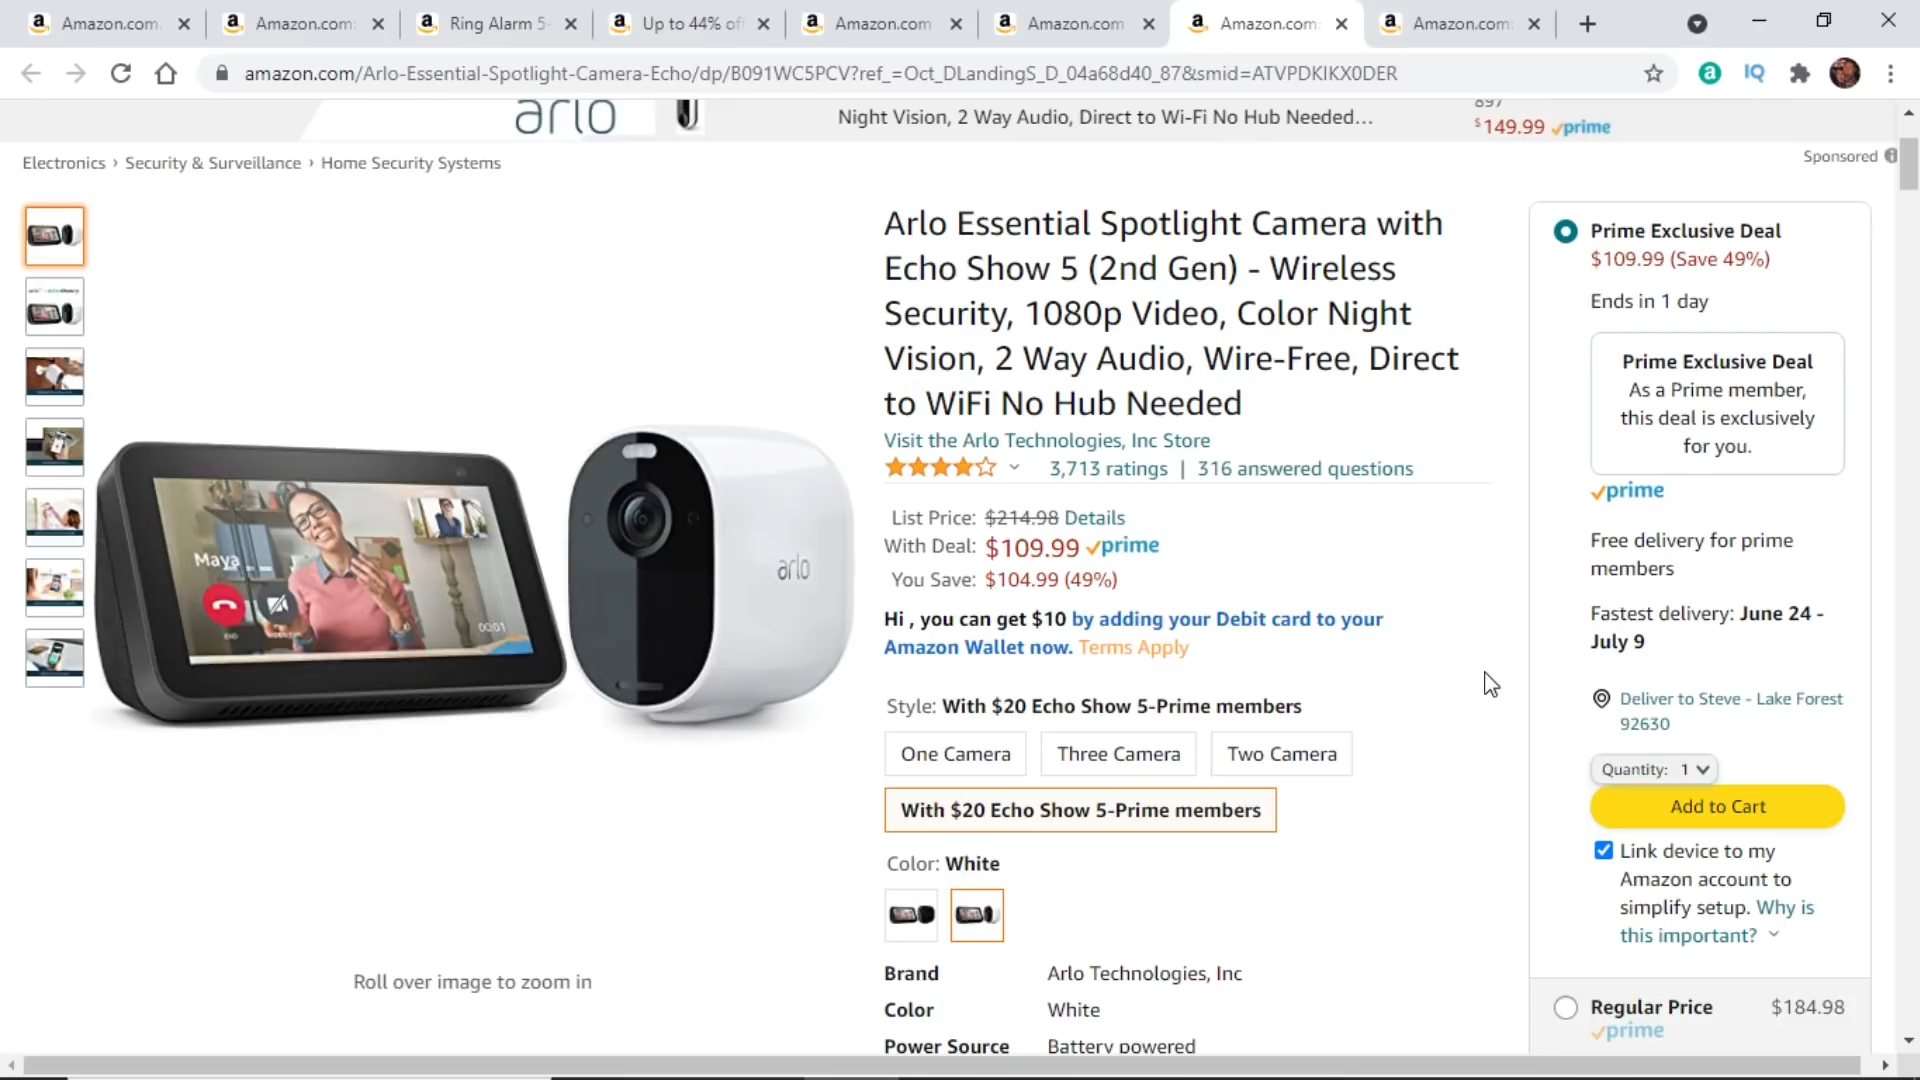 Amazon.com
Amazon.com
Ring Alarm 5-
Up to 44% of
Amazon.com
Amazon.com
Amazon.com
Amazon.com
amazon.com/Arlo-Essential-Spotlight-Camera-Echo/dp/B091WC5PCV?ref_=Oct_DLandingS_D_04a68d40_87&smid=ATVPDKIKX0DER
IQ
arlo
Night Vision, 2 Way Audio, Direct to Wi-Fi No Hub Needed...
897
$149.99 prime
Sponsored
Electronics › Security & Surveillance › Home Security Systems
Arlo Essential Spotlight Camera with
Echo Show 5 (2nd Gen) - Wireless
Security, 1080p Video, Color Night
Vision, 2 Way Audio, Wire-Free, Direct
to WiFi No Hub Needed
Visit the Arlo Technologies, Inc Store
3,713 ratings | 316 answered questions
List Price: $214.98 Details
With Deal: $109.99 prime
You Save: $104.99 (49%)
Hi , you can get $10 by adding your Debit card to your
Amazon Wallet now. Terms Apply
Style: With $20 Echo Show 5-Prime members
One Camera
Three Camera
Two Camera
With $20 Echo Show 5-Prime members
Color: White
Brand Arlo Technologies, Inc
Color White
Power Source Battery powered
Maya
END
00:01
arlo
Roll over image to zoom in
Prime Exclusive Deal
$109.99 (Save 49%)
Ends in 1 day
Prime Exclusive Deal
As a Prime member,
this deal is exclusively
for you.
prime
Free delivery for prime
members
Fastest delivery: June 24 -
July 9
Deliver to Steve - Lake Forest
92630
Quantity: 1
Add to Cart
Link device to my
Amazon account to
simplify setup. Why is
this important?
Regular Price $184.98
prime